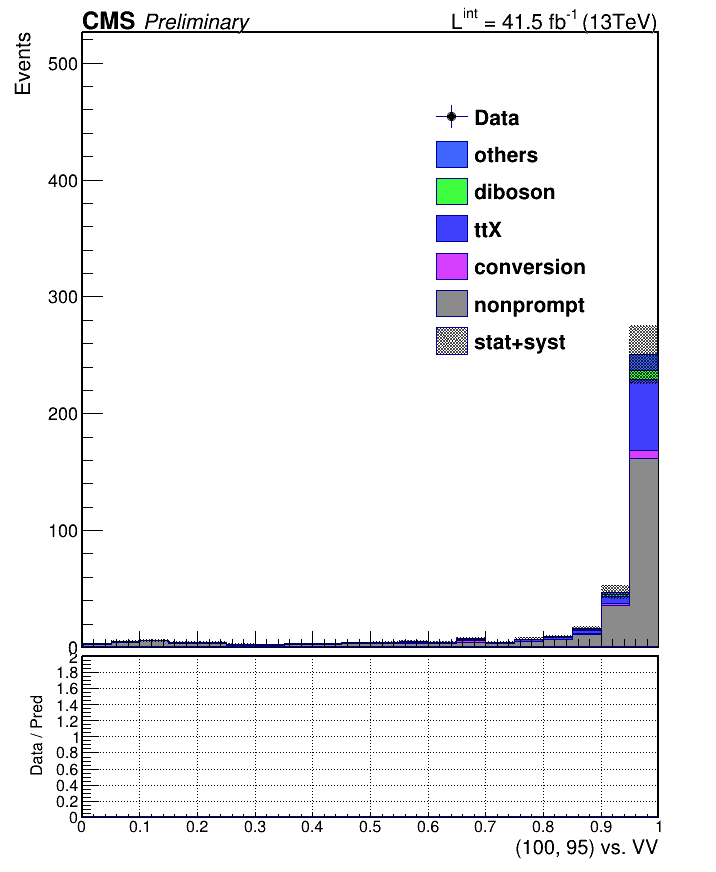 CMS Preliminary
L^int = 41.5 fb^-1 (13TeV)
Events
500
400
300
200
100
0
Data
others
diboson
ttX
conversion
nonprompt
stat+syst
Data / Pred
2
1.8
1.6
1.4
1.2
1
0.8
0.6
0.4
0.2
0
0 0.1 0.2 0.3 0.4 0.5 0.6 0.7 0.8 0.9 1
(100, 95) vs. VV